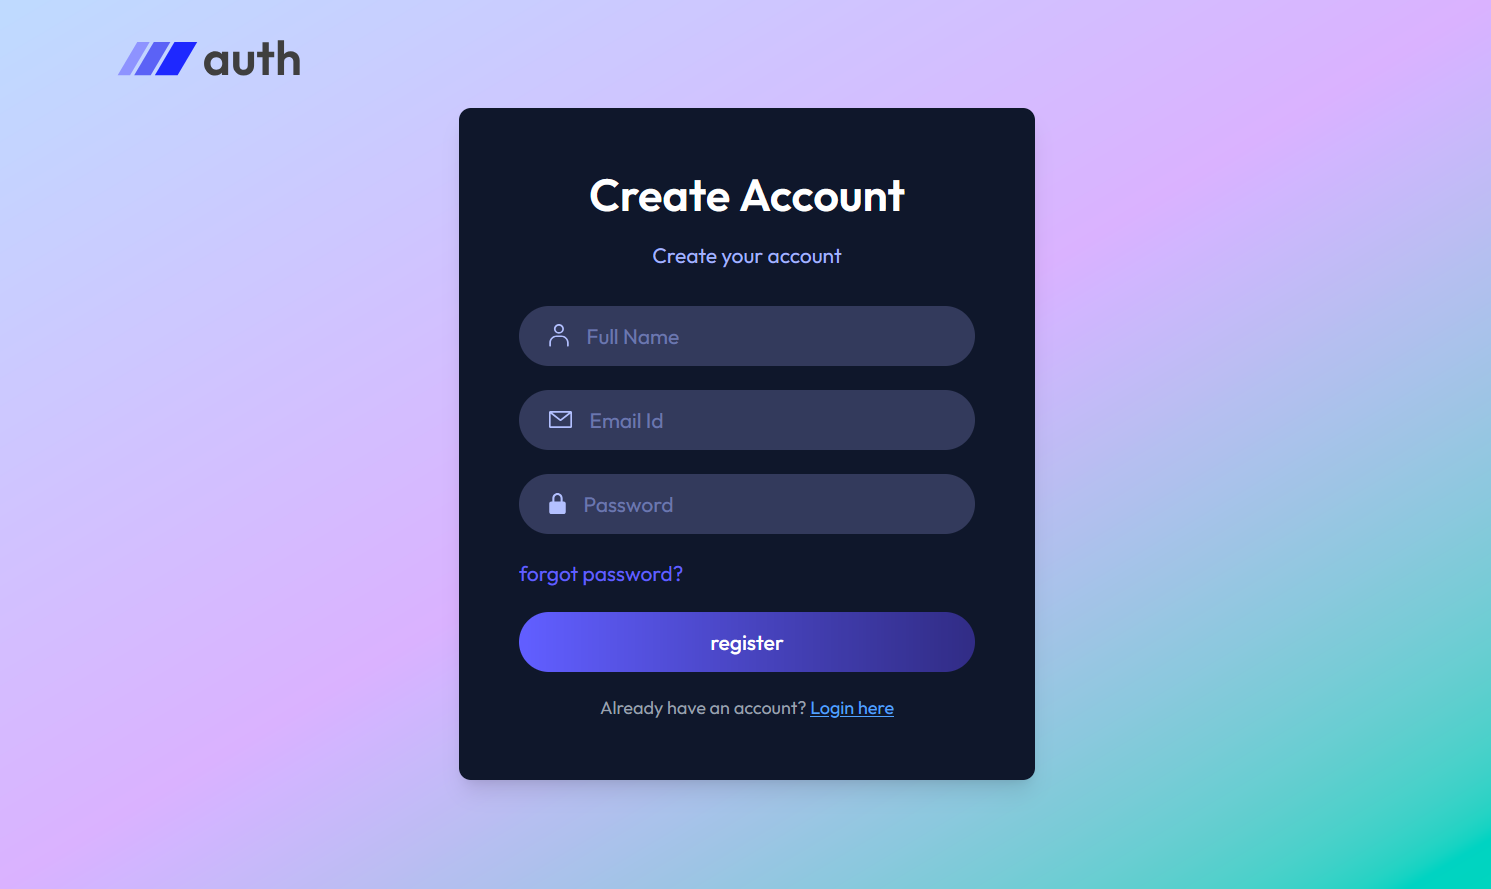 auth
Create Account
Create your account
Full Name
Email Id
Password
forgot password?
register
Already have an account? Login here